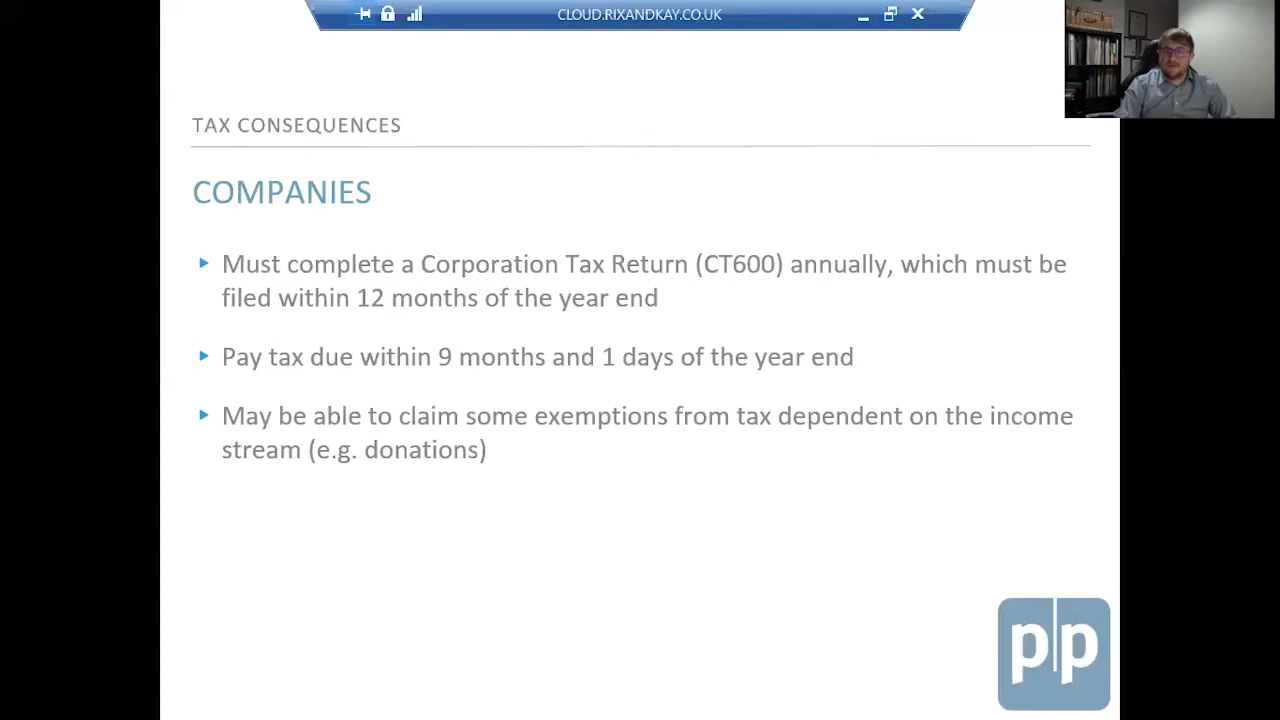 CLOUD.RIXANDKAY.CO.UK
TAX CONSEQUENCES
COMPANIES
Must complete a Corporation Tax Return (CT600) annually, which must be
filed within 12 months of the year end
Pay tax due within 9 months and 1 days of the year end
May be able to claim some exemptions from tax dependent on the income
stream (e.g. donations)
p|p